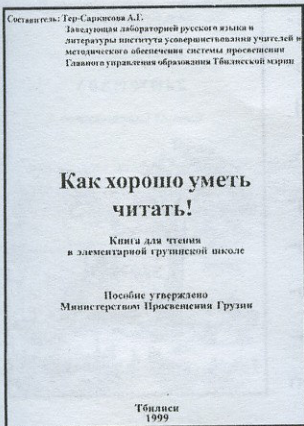 Составитель: Тер-Саркисова А.Г.
Заведующая лабораторией русского языка и
литературы института усовершенствования учителей и
методического обеспечения системы просвещения
Главного управления образования Тбилисской мэрии
Как хорошо уметь
читать!
Книга для чтения
в элементарной грузинской школе
Пособие утверждено
Министерством Просвещения Грузии
Тбилиси
1999